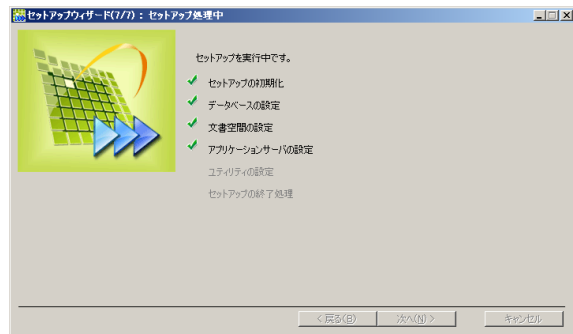 セットアップウィザード(7/7)： セットアップ処理中
セットアップを実行中です。
セットアップの初期化
データベースの設定
文書空間の設定
アプリケーションサーバの設定
ユティリティの設定
セットアップの終了処理
< 戻る(B)
次へ(N) >
キャンセル